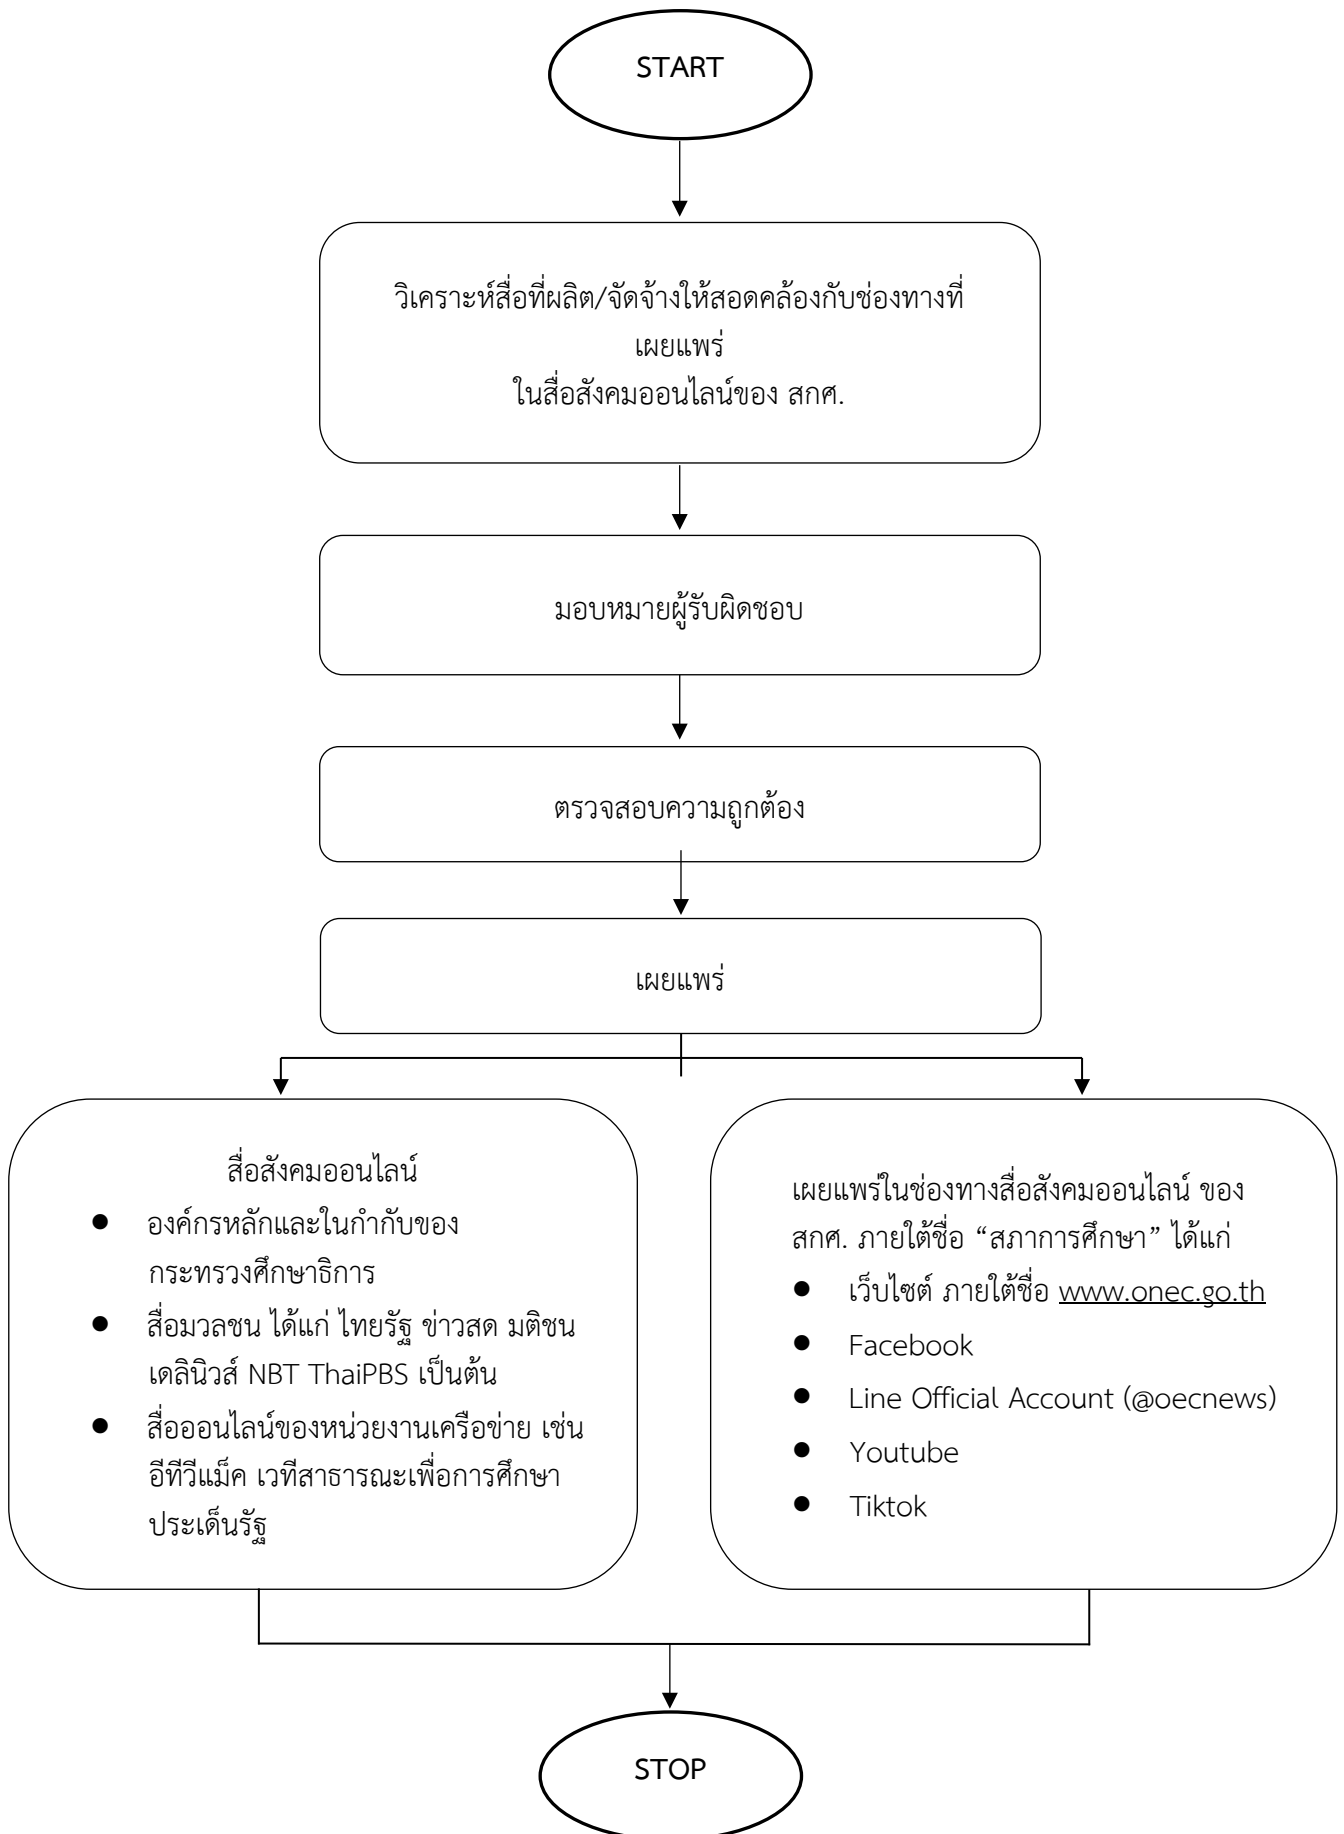 START
วิเคราะห์สื่อที่ผลิต/จัดจ้างให้สอดคล้องกับช่องทางที่
เผยแพร่
ในสื่อสังคมออนไลน์ของ สกศ.
มอบหมายผู้รับผิดชอบ
ตรวจสอบความถูกต้อง
เผยแพร่
สื่อสังคมออนไลน์
● องค์กรหลักและในกำกับของ
กระทรวงศึกษาธิการ
● สื่อมวลชน ได้แก่ ไทยรัฐ ข่าวสด มติชน
เดลินิวส์ NBT ThaiPBS เป็นต้น
● สื่อออนไลน์ของหน่วยงานเครือข่าย เช่น
อีทีวีแม็ค เวทีสาธารณะเพื่อการศึกษา
ประเด็นรัฐ
เผยแพร่ในช่องทางสื่อสังคมออนไลน์ ของ
สกศ. ภายใต้ชื่อ “สภาการศึกษา” ได้แก่
● เว็บไซต์ ภายใต้ชื่อ www.onec.go.th
● Facebook
● Line Official Account (@oecnews)
● Youtube
● Tiktok
STOP